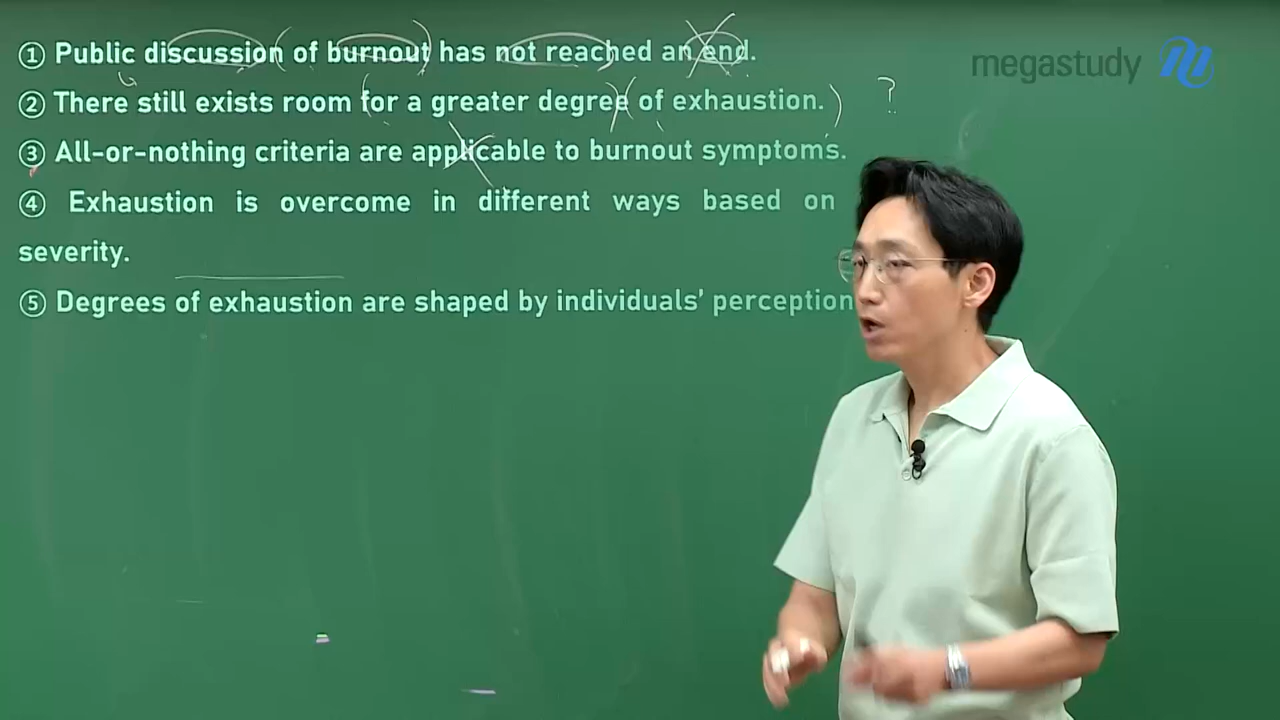 ① Public discussion of burnout has not reached an end.
megastudy
② There still exists room for a greater degree of exhaustion. ?
③ All-or-nothing criteria are applicable to burnout symptoms.
④ Exhaustion is overcome in different ways based on
severity.
⑤ Degrees of exhaustion are shaped by individuals’ perception